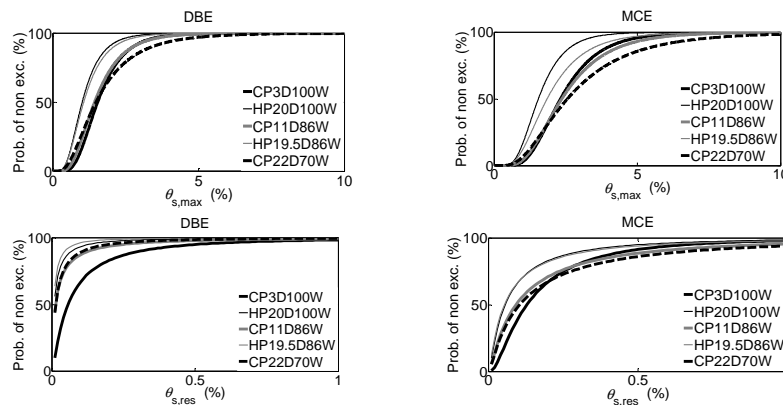 DBE
Prob. of non exc. (%)
100
50
0
0
5
10
θs,max (%)
CP3D100W
HP20D100W
CP11D86W
HP19.5D86W
CP22D70W
MCE
Prob. of non exc. (%)
100
50
0
0
5
10
θs,max (%)
CP3D100W
HP20D100W
CP11D86W
HP19.5D86W
CP22D70W
DBE
Prob. of non exc. (%)
100
50
0
0
0.5
1
θs,res (%)
CP3D100W
HP20D100W
CP11D86W
HP19.5D86W
CP22D70W
MCE
Prob. of non exc. (%)
100
50
0
0
0.5
θs,res (%)
CP3D100W
HP20D100W
CP11D86W
HP19.5D86W
CP22D70W